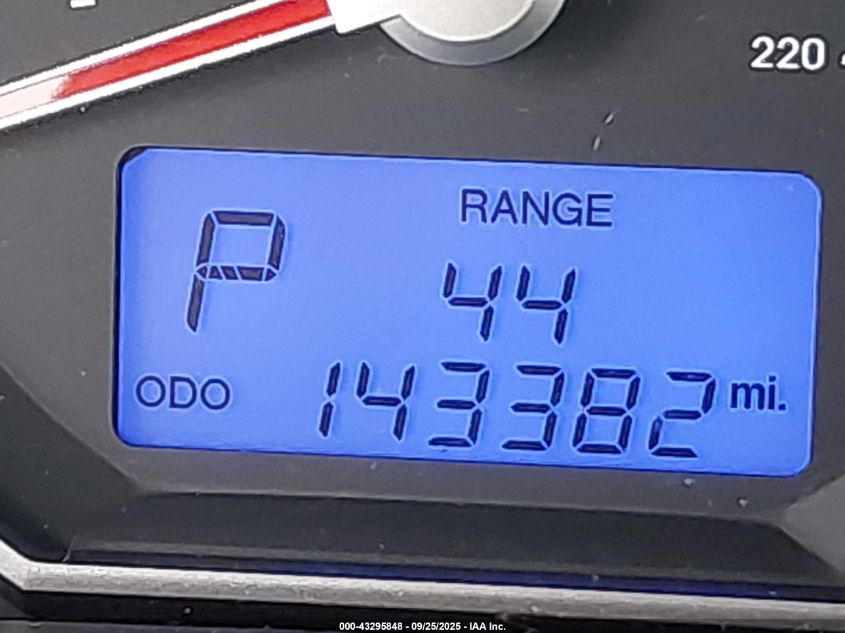 220
P RANGE
44
ODO 143382 mi.
000-43295848 - 09/25/2025 - IAA Inc.